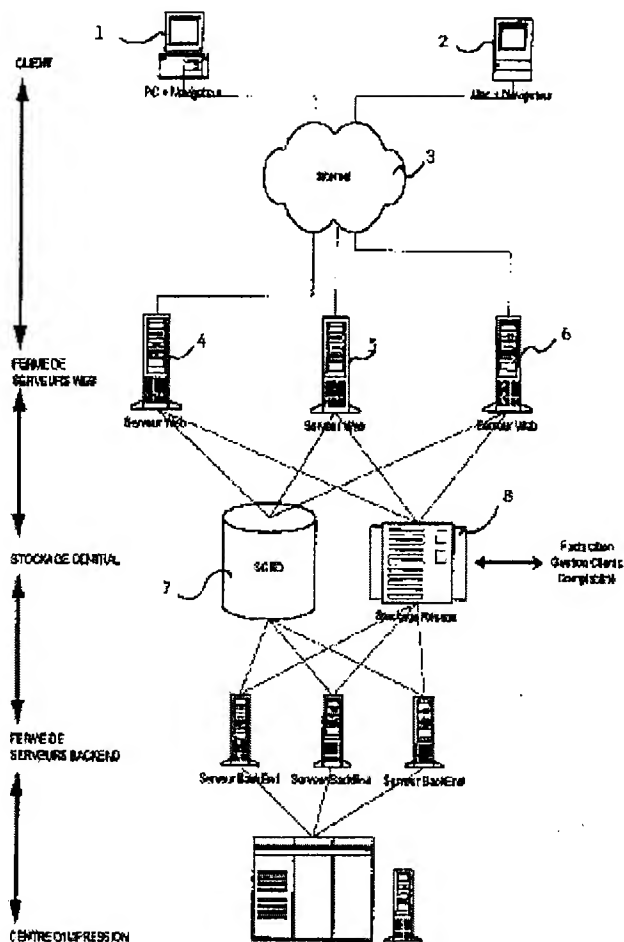 1
2
CLIENT
PC + Navigateur
Mac + Navigateur
3
Internet
4
5
6
FERME DE
SERVEURS WEB
Serveur Web
Serveur Web
Serveur Web
8
STOCKAGE CENTRAL
7
SGBD
Stockage Réseau
Facturation
Gestion Clients
Comptabilité
FERME DE
SERVEURS BACKEND
Serveur BackEnd
Serveur BackEnd
Serveur BackEnd
CENTRE D'IMPRESSION